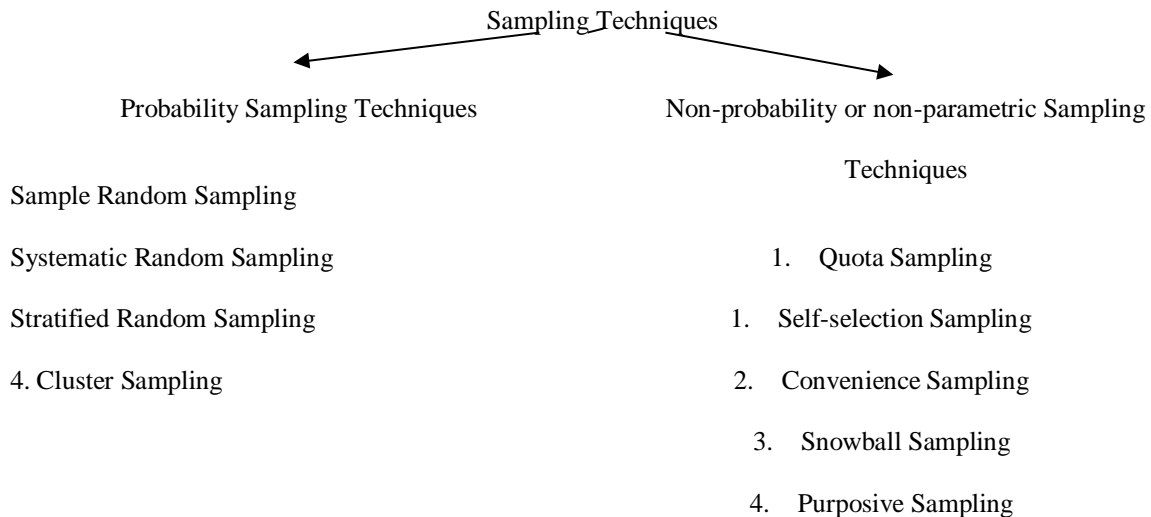 Sampling Techniques
Probability Sampling Techniques
Sample Random Sampling
Systematic Random Sampling
Stratified Random Sampling
4. Cluster Sampling
Non-probability or non-parametric Sampling
Techniques
1. Quota Sampling
1. Self-selection Sampling
2. Convenience Sampling
3. Snowball Sampling
4. Purposive Sampling